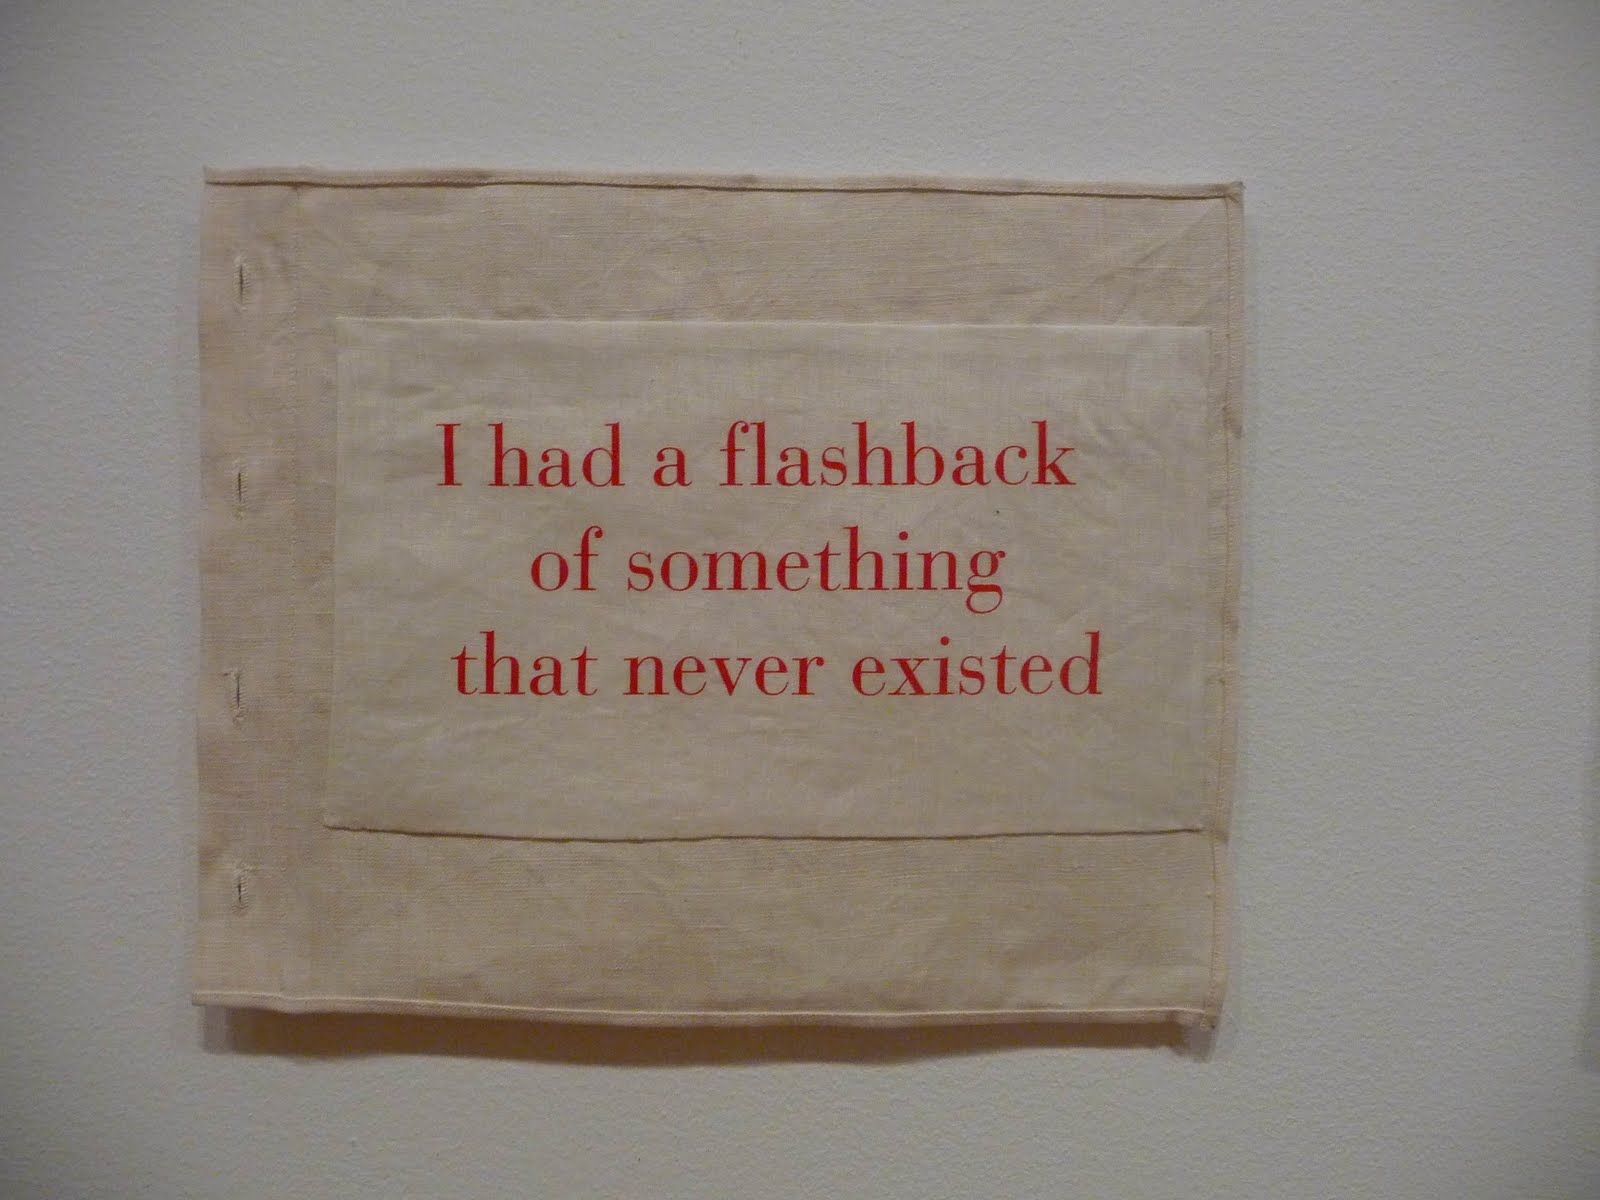 I had a flashback
of something
that never existed